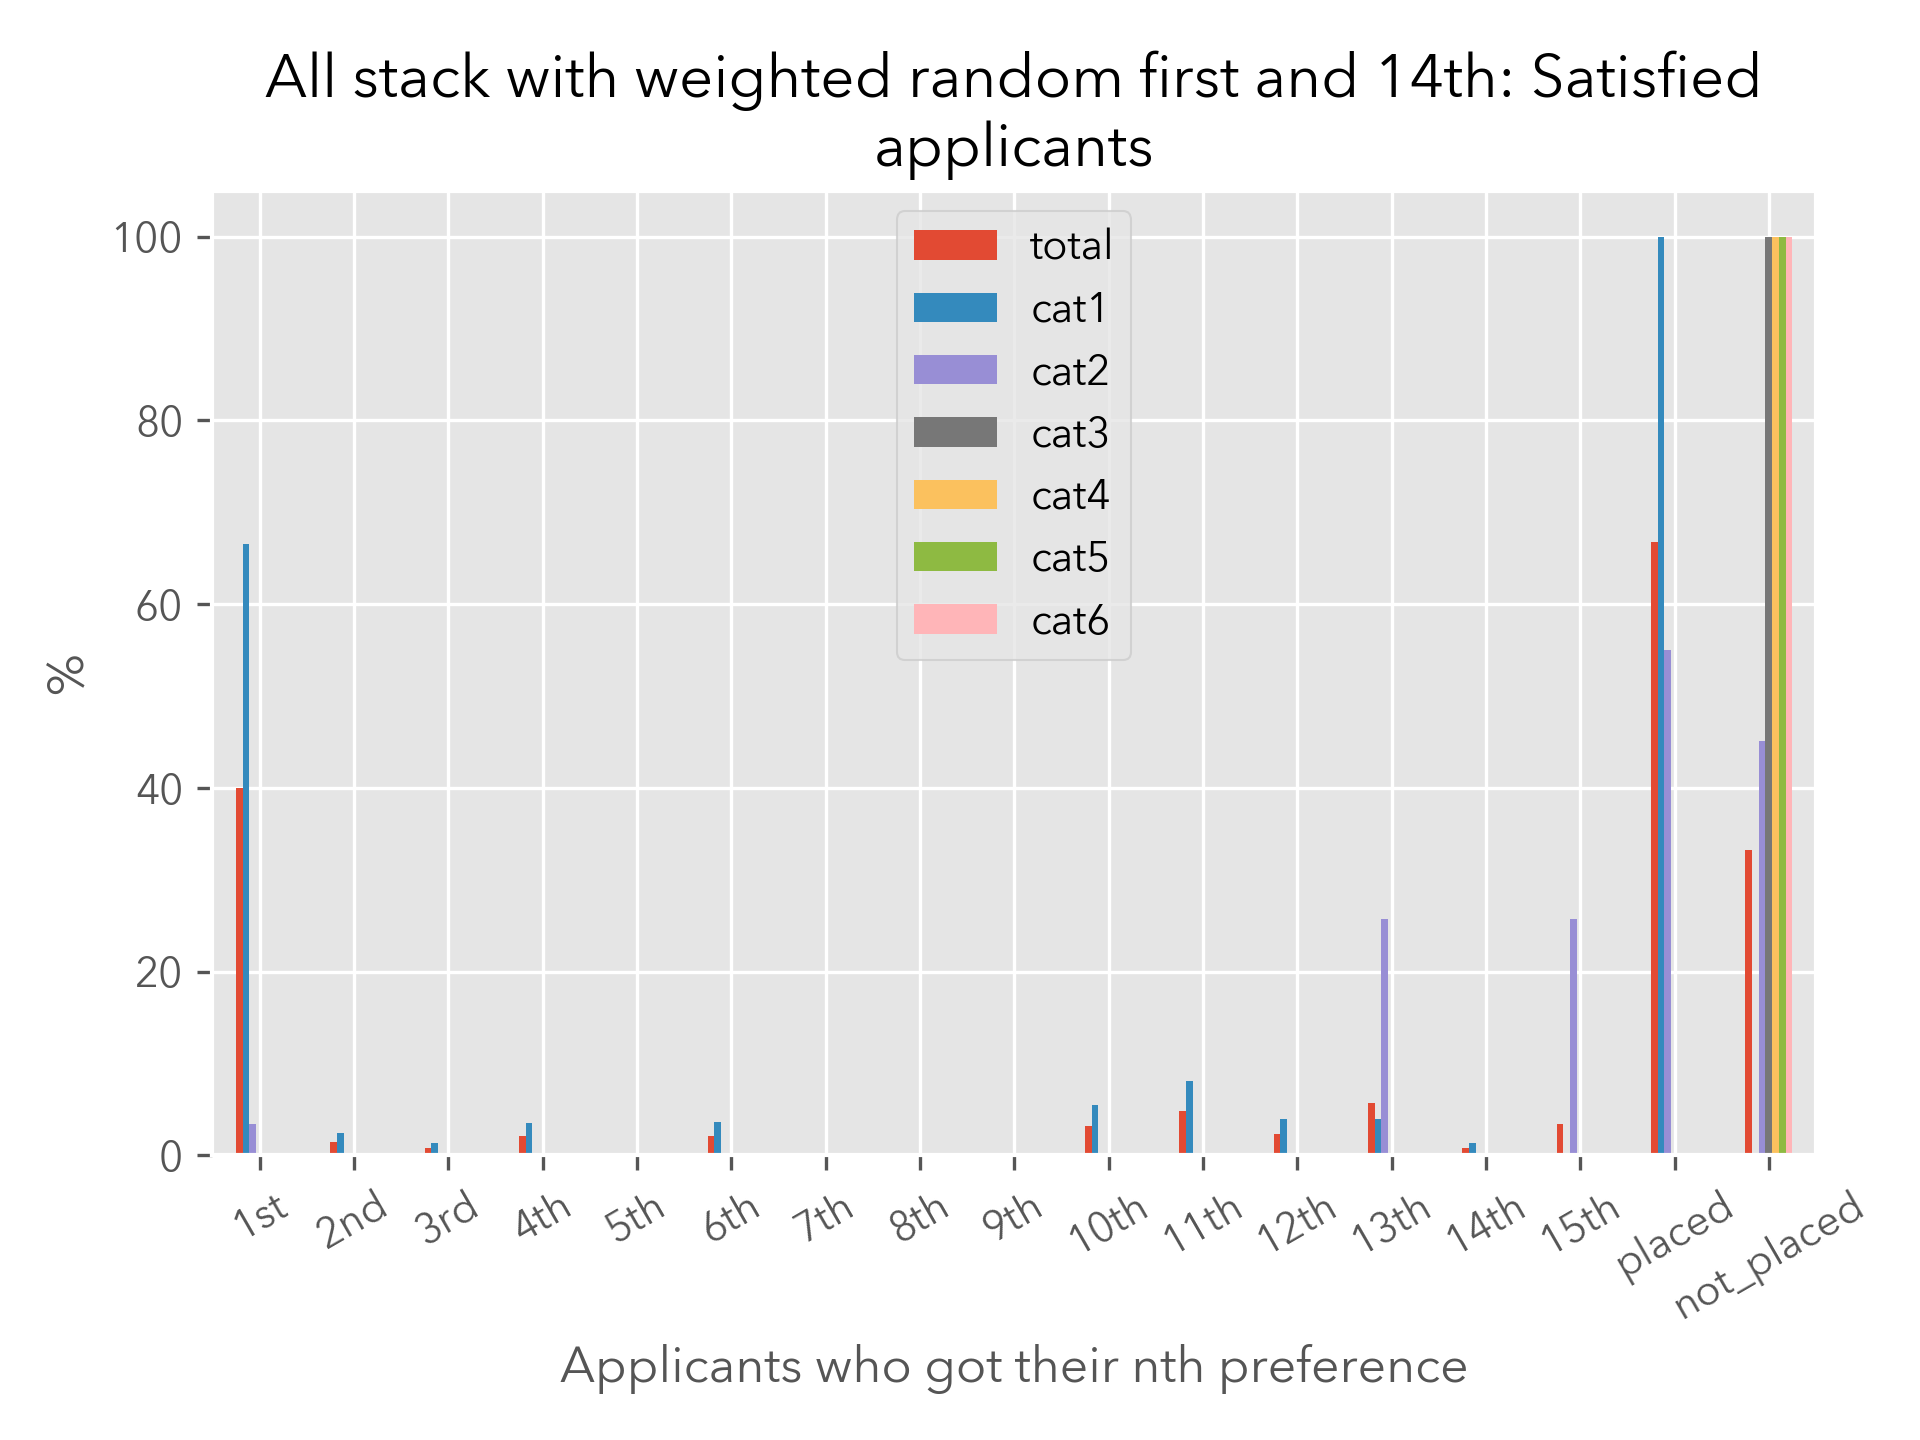 All stack with weighted random first and 14th: Satisfied
applicants
100
80
60
40
20
0
%
total
cat1
cat2
cat3
cat4
cat5
cat6
1st
2nd
3rd
4th
5th
6th
7th
8th
9th
10th
11th
12th
13th
14th
15th
placed
not_placed
Applicants who got their nth preference